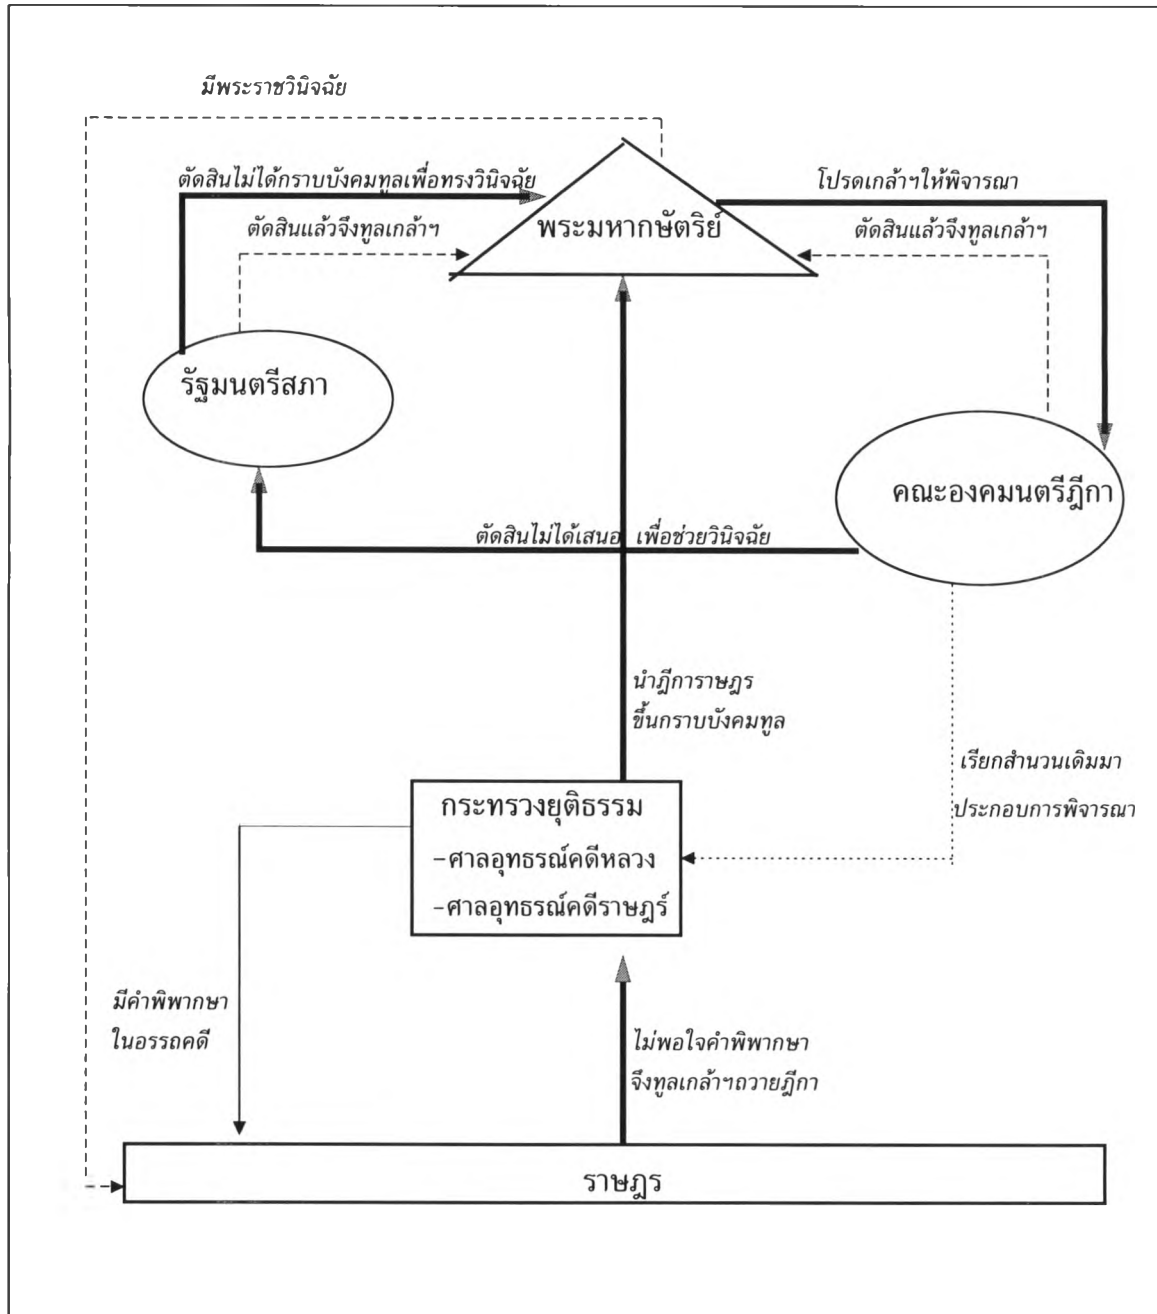 มีพระราชวินิจฉัย
ตัดสินไม่ได้กราบบังคมทูลเพื่อทรงวินิจฉัย
โปรดเกล้าฯให้พิจารณา
ตัดสินแล้วจึงทูลเกล้าฯ
พระมหากษัตริย์
ตัดสินแล้วจึงทูลเกล้าฯ
รัฐมนตรีสภา
คณะองคมนตรีฎีกา
ตัดสินไม่ได้เสนอ เพื่อช่วยวินิจฉัย
นำฎีการาษฎร
ขึ้นกราบบังคมทูล
เรียกสำนวนเดิมมา
ประกอบการพิจารณา
กระทรวงยุติธรรม
-ศาลอุทธรณ์คดีหลวง
-ศาลอุทธรณ์คดีราษฎร์
มีคำพิพากษา
ในอรรถคดี
ไม่พอใจคำพิพากษา
จึงทูลเกล้าฯถวายฎีกา
ราษฎร